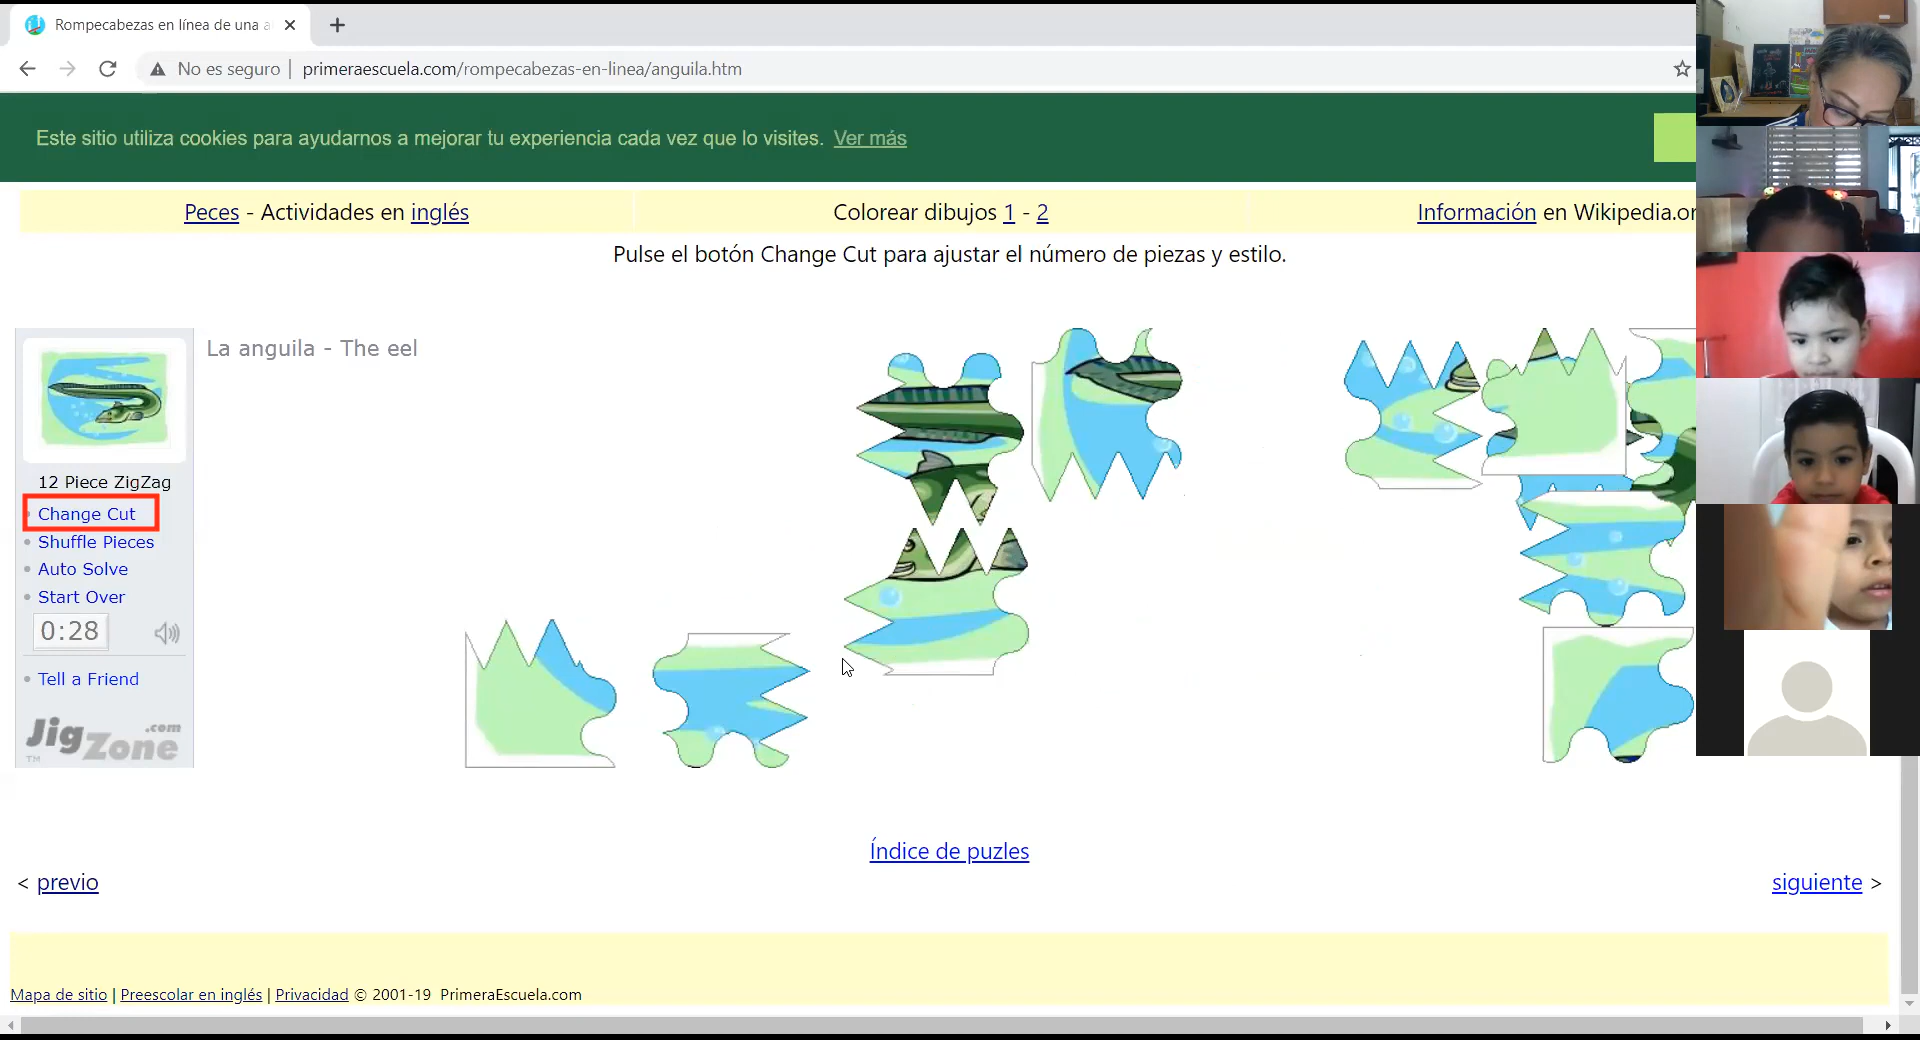 Rompecabezas en línea de una a
No es seguro | primeraescuela.com/rompecabezas-en-linea/anguila.htm
Este sitio utiliza cookies para ayudarnos a mejorar tu experiencia cada vez que lo visites. Ver más
Peces - Actividades en inglés
Colorear dibujos 1 - 2
Información en Wikipedia.or
Pulse el botón Change Cut para ajustar el número de piezas y estilo.
La anguila - The eel
12 Piece ZigZag
Change Cut
Shuffle Pieces
Auto Solve
Start Over
0:28
Tell a Friend
JigZone.com
TM
Índice de puzles
< previo
siguiente >
Mapa de sitio | Preescolar en inglés | Privacidad © 2001-19 PrimeraEscuela.com